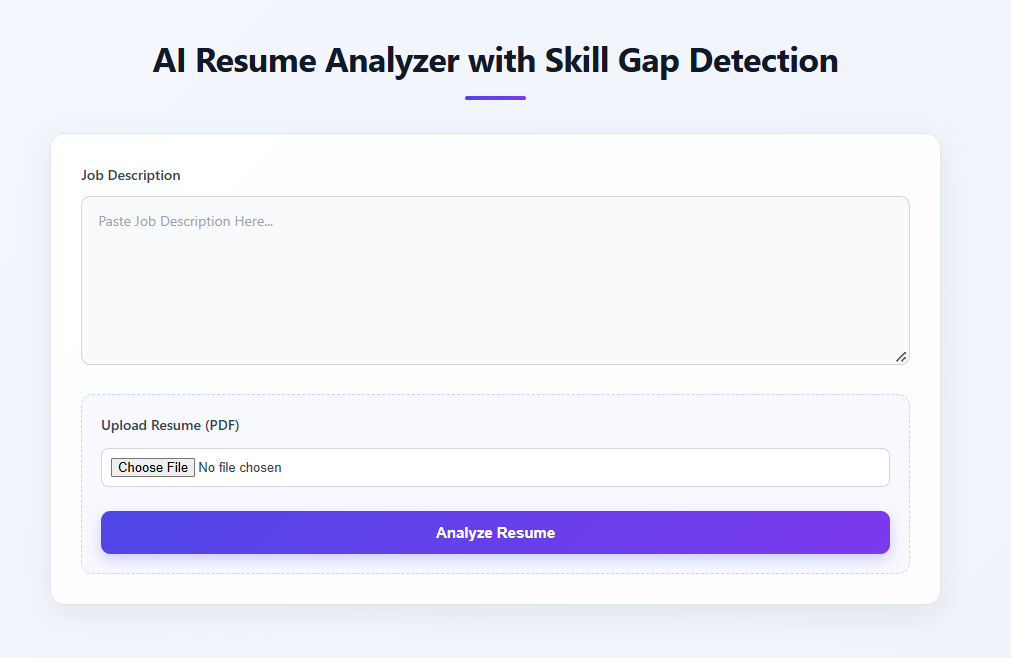 AI Resume Analyzer with Skill Gap Detection
Job Description
Paste Job Description Here...
Upload Resume (PDF)
Choose File No file chosen
Analyze Resume